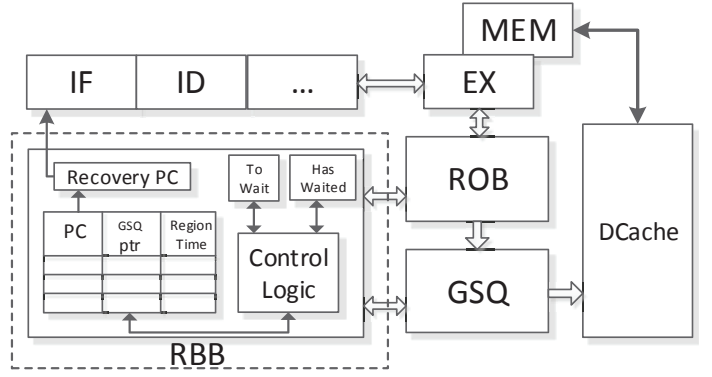 MEM
IF ID ... EX
Recovery PC
To Wait
Has Waited
ROB
PC GSQ ptr Region Time
Control Logic
DCache
GSQ
RBB